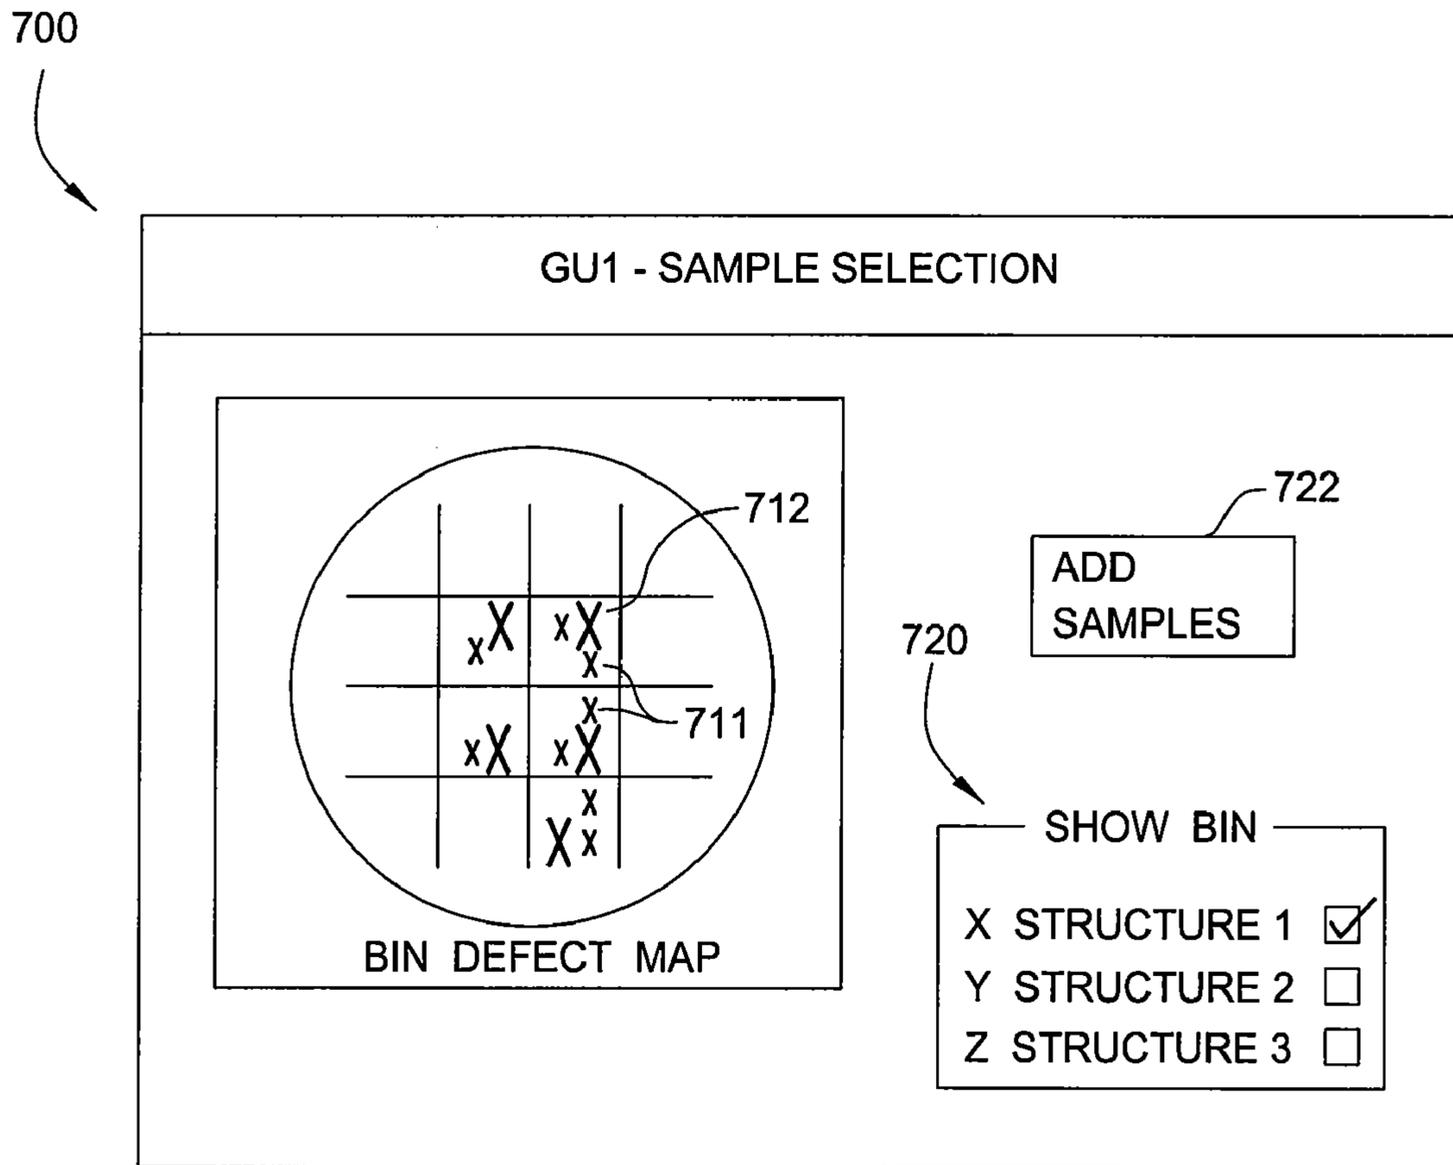 700
GU1 - SAMPLE SELECTION
712
722
ADD
SAMPLES
X
x X
x
x
720
x
711
x X
x X
x
X x
SHOW BIN
X STRUCTURE 1
Y STRUCTURE 2
Z STRUCTURE 3
BIN DEFECT MAP